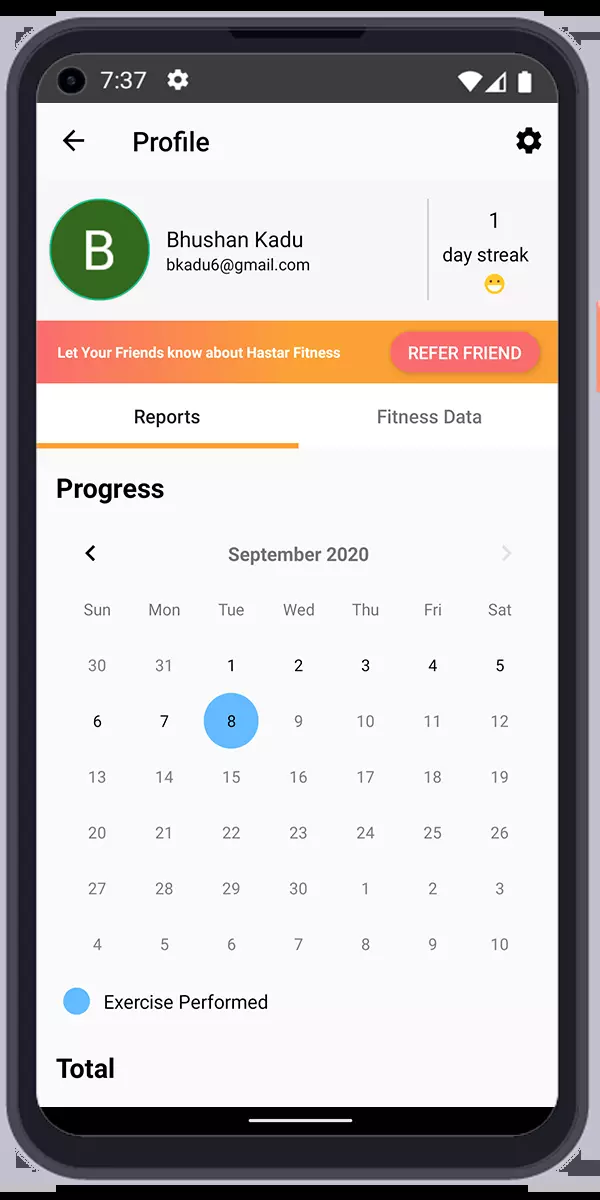 7:37
Profile
B
Bhushan Kadu
bkadu6@gmail.com
1
day streak
Let Your Friends know about Hastar Fitness
REFER FRIEND
Reports Fitness Data
Progress
September 2020
Sun Mon Tue Wed Thu Fri Sat
30 31 1 2 3 4 5
6 7 8 9 10 11 12
13 14 15 16 17 18 19
20 21 22 23 24 25 26
27 28 29 30 1 2 3
4 5 6 7 8 9 10
Exercise Performed
Total